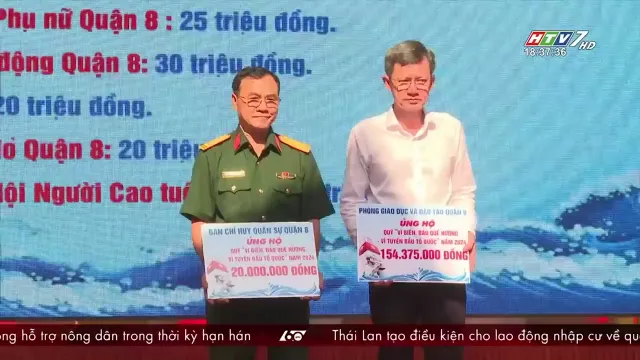 Phụ nữ Quận 8 : 25 triệu đồng.
động Quận 8: 30 triệu đồng.
20 triệu đồng.
Quận 8: 20 triệu
Người Cao
HTV7 HD
18:37:36
BAN CHỈ HUY QUÂN SỰ QUẬN 8
ỦNG HỘ
QUỸ "VÌ BIỂN, ĐẢO QUÊ HƯƠNG
VÌ TUYẾN ĐẦU TỔ QUỐC" NĂM 2024
20.000.000 ĐỒNG
PHÒNG GIÁO DỤC VÀ ĐÀO TẠO QUẬN 8
ỦNG HỘ
QUỸ "VÌ BIỂN, ĐẢO QUÊ HƯƠNG
VÌ TUYẾN ĐẦU TỔ QUỐC" NĂM 2024
154.375.000 ĐỒNG
hỗ trợ nông dân trong thời kỳ hạn hán
60
Thái Lan tạo điều kiện cho lao động nhập cư về